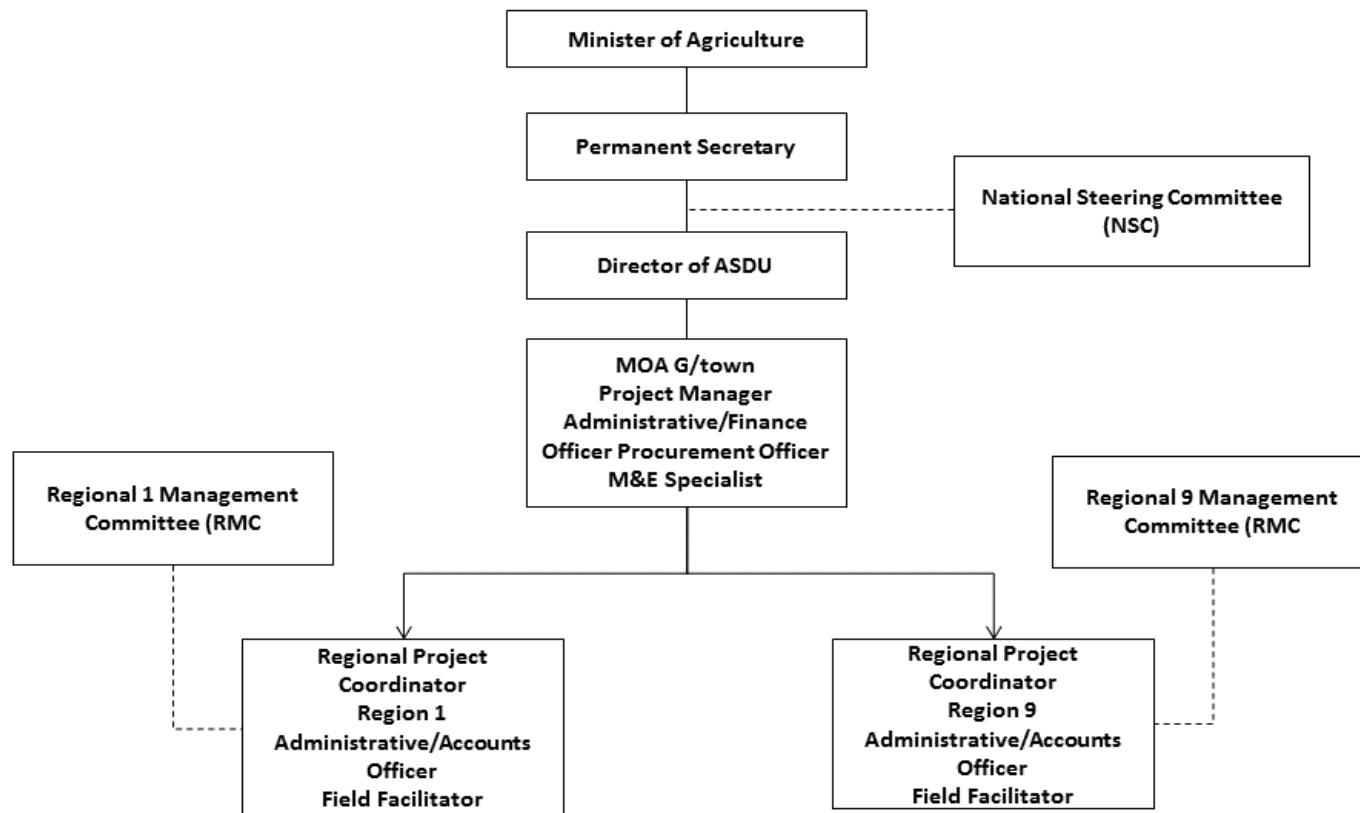 Minister of Agriculture
Permanent Secretary
National Steering Committee
(NSC)
Director of ASDU
MOA G/town
Project Manager
Administrative/Finance
Officer Procurement Officer
M&E Specialist
Regional 1 Management
Committee (RMC
Regional 9 Management
Committee (RMC
Regional Project
Coordinator
Region 1
Administrative/Accounts
Officer
Field Facilitator
Regional Project
Coordinator
Region 9
Administrative/Accounts
Officer
Field Facilitator